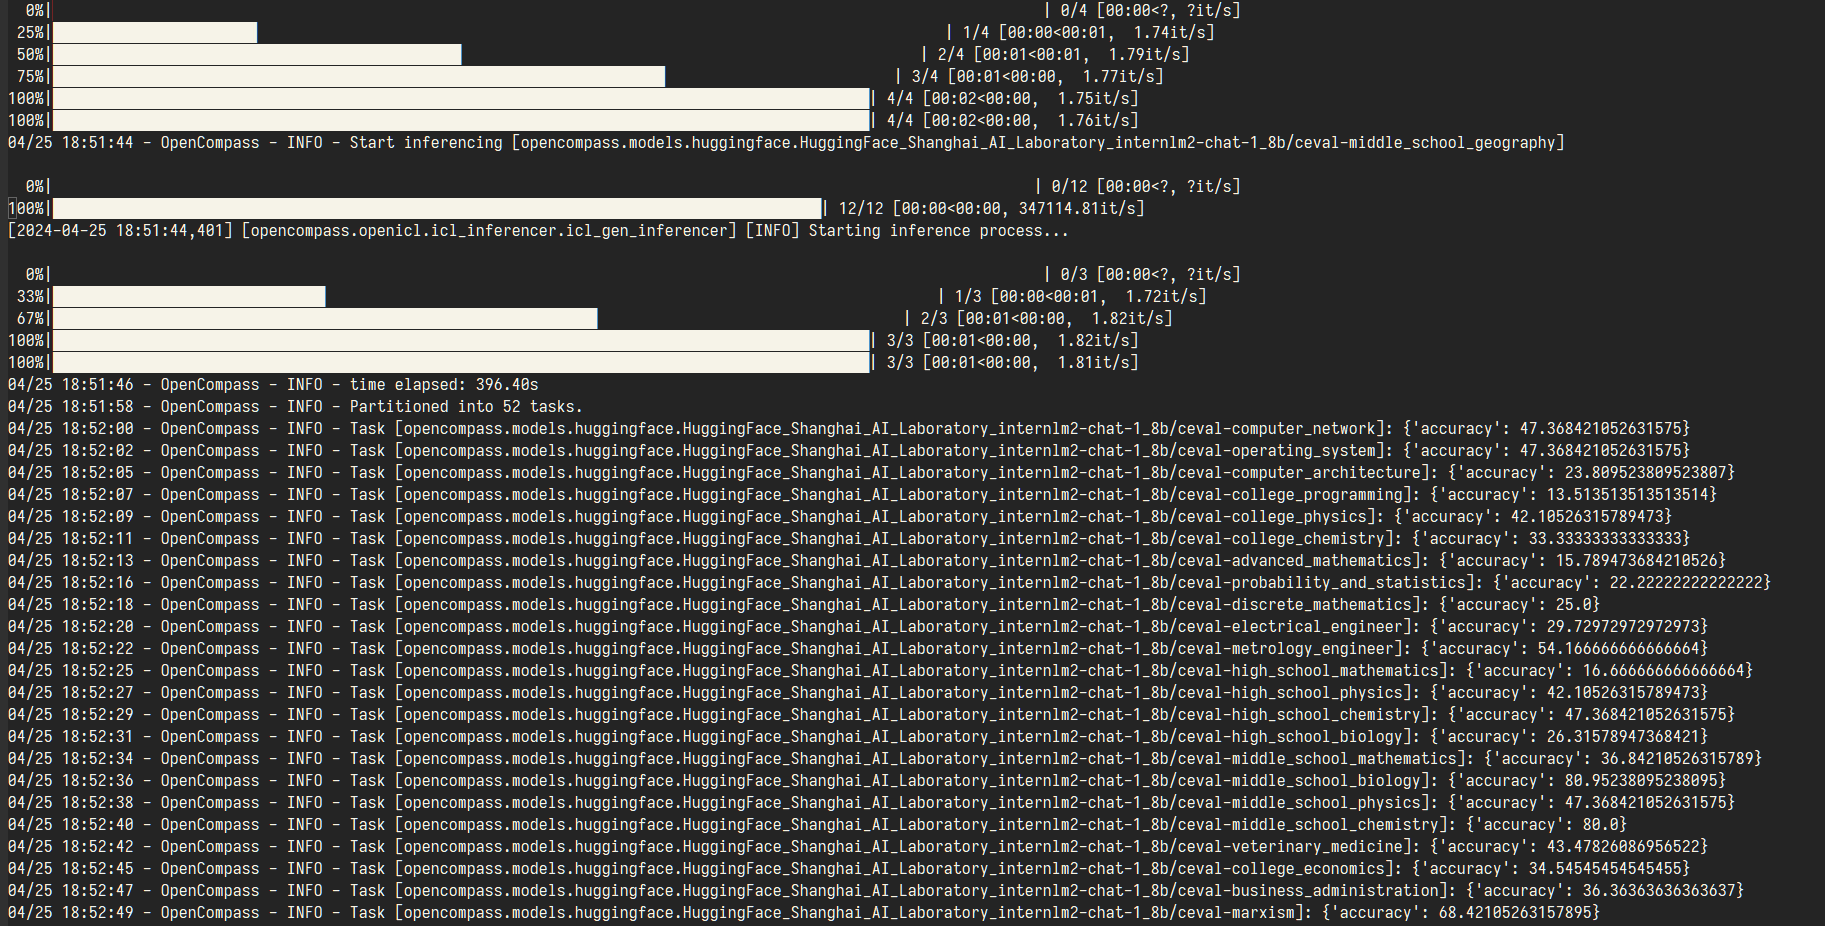 0%| | 0/4 [00:00<?, ?it/s]
25%| | 1/4 [00:00<00:01, 1.74it/s]
50%| | 2/4 [00:01<00:01, 1.79it/s]
75%| | 3/4 [00:01<00:00, 1.77it/s]
100%| | 4/4 [00:02<00:00, 1.75it/s]
100%| | 4/4 [00:02<00:00, 1.76it/s]
04/25 18:51:44 - OpenCompass - INFO - Start inferencing [opencompass.models.huggingface.HuggingFace_Shanghai_AI_Laboratory_internlm2-chat-1_8b/ceval-middle_school_geography]
0%| | 0/12 [00:00<?, ?it/s]
100%| | 12/12 [00:00<00:00, 347114.81it/s]
[2024-04-25 18:51:44,401] [opencompass.openicl.icl_inferencer.icl_gen_inferencer] [INFO] Starting inference process...
0%| | 0/3 [00:00<?, ?it/s]
33%| | 1/3 [00:00<00:01, 1.72it/s]
67%| | 2/3 [00:01<00:00, 1.82it/s]
100%| | 3/3 [00:01<00:00, 1.82it/s]
100%| | 3/3 [00:01<00:00, 1.81it/s]
04/25 18:51:46 - OpenCompass - INFO - time elapsed: 396.40s
04/25 18:51:58 - OpenCompass - INFO - Partitioned into 52 tasks.
04/25 18:52:00 - OpenCompass - INFO - Task [opencompass.models.huggingface.HuggingFace_Shanghai_AI_Laboratory_internlm2-chat-1_8b/ceval-computer_network]: {'accuracy': 47.368421052631575}
04/25 18:52:02 - OpenCompass - INFO - Task [opencompass.models.huggingface.HuggingFace_Shanghai_AI_Laboratory_internlm2-chat-1_8b/ceval-operating_system]: {'accuracy': 47.368421052631575}
04/25 18:52:05 - OpenCompass - INFO - Task [opencompass.models.huggingface.HuggingFace_Shanghai_AI_Laboratory_internlm2-chat-1_8b/ceval-computer_architecture]: {'accuracy': 23.809523809523807}
04/25 18:52:07 - OpenCompass - INFO - Task [opencompass.models.huggingface.HuggingFace_Shanghai_AI_Laboratory_internlm2-chat-1_8b/ceval-college_programming]: {'accuracy': 13.513513513513514}
04/25 18:52:09 - OpenCompass - INFO - Task [opencompass.models.huggingface.HuggingFace_Shanghai_AI_Laboratory_internlm2-chat-1_8b/ceval-college_physics]: {'accuracy': 42.10526315789473}
04/25 18:52:11 - OpenCompass - INFO - Task [opencompass.models.huggingface.HuggingFace_Shanghai_AI_Laboratory_internlm2-chat-1_8b/ceval-college_chemistry]: {'accuracy': 33.33333333333333}
04/25 18:52:13 - OpenCompass - INFO - Task [opencompass.models.huggingface.HuggingFace_Shanghai_AI_Laboratory_internlm2-chat-1_8b/ceval-advanced_mathematics]: {'accuracy': 15.789473684210526}
04/25 18:52:16 - OpenCompass - INFO - Task [opencompass.models.huggingface.HuggingFace_Shanghai_AI_Laboratory_internlm2-chat-1_8b/ceval-probability_and_statistics]: {'accuracy': 22.22222222222222}
04/25 18:52:18 - OpenCompass - INFO - Task [opencompass.models.huggingface.HuggingFace_Shanghai_AI_Laboratory_internlm2-chat-1_8b/ceval-discrete_mathematics]: {'accuracy': 25.0}
04/25 18:52:20 - OpenCompass - INFO - Task [opencompass.models.huggingface.HuggingFace_Shanghai_AI_Laboratory_internlm2-chat-1_8b/ceval-electrical_engineer]: {'accuracy': 29.72972972972973}
04/25 18:52:22 - OpenCompass - INFO - Task [opencompass.models.huggingface.HuggingFace_Shanghai_AI_Laboratory_internlm2-chat-1_8b/ceval-metrology_engineer]: {'accuracy': 54.166666666666664}
04/25 18:52:25 - OpenCompass - INFO - Task [opencompass.models.huggingface.HuggingFace_Shanghai_AI_Laboratory_internlm2-chat-1_8b/ceval-high_school_mathematics]: {'accuracy': 16.666666666666664}
04/25 18:52:27 - OpenCompass - INFO - Task [opencompass.models.huggingface.HuggingFace_Shanghai_AI_Laboratory_internlm2-chat-1_8b/ceval-high_school_physics]: {'accuracy': 42.10526315789473}
04/25 18:52:29 - OpenCompass - INFO - Task [opencompass.models.huggingface.HuggingFace_Shanghai_AI_Laboratory_internlm2-chat-1_8b/ceval-high_school_chemistry]: {'accuracy': 47.368421052631575}
04/25 18:52:31 - OpenCompass - INFO - Task [opencompass.models.huggingface.HuggingFace_Shanghai_AI_Laboratory_internlm2-chat-1_8b/ceval-high_school_biology]: {'accuracy': 26.31578947368421}
04/25 18:52:34 - OpenCompass - INFO - Task [opencompass.models.huggingface.HuggingFace_Shanghai_AI_Laboratory_internlm2-chat-1_8b/ceval-middle_school_mathematics]: {'accuracy': 36.84210526315789}
04/25 18:52:36 - OpenCompass - INFO - Task [opencompass.models.huggingface.HuggingFace_Shanghai_AI_Laboratory_internlm2-chat-1_8b/ceval-middle_school_biology]: {'accuracy': 80.95238095238095}
04/25 18:52:38 - OpenCompass - INFO - Task [opencompass.models.huggingface.HuggingFace_Shanghai_AI_Laboratory_internlm2-chat-1_8b/ceval-middle_school_physics]: {'accuracy': 47.368421052631575}
04/25 18:52:40 - OpenCompass - INFO - Task [opencompass.models.huggingface.HuggingFace_Shanghai_AI_Laboratory_internlm2-chat-1_8b/ceval-middle_school_chemistry]: {'accuracy': 80.0}
04/25 18:52:42 - OpenCompass - INFO - Task [opencompass.models.huggingface.HuggingFace_Shanghai_AI_Laboratory_internlm2-chat-1_8b/ceval-veterinary_medicine]: {'accuracy': 43.47826086956522}
04/25 18:52:45 - OpenCompass - INFO - Task [opencompass.models.huggingface.HuggingFace_Shanghai_AI_Laboratory_internlm2-chat-1_8b/ceval-college_economics]: {'accuracy': 34.54545454545455}
04/25 18:52:47 - OpenCompass - INFO - Task [opencompass.models.huggingface.HuggingFace_Shanghai_AI_Laboratory_internlm2-chat-1_8b/ceval-business_administration]: {'accuracy': 36.36363636363637}
04/25 18:52:49 - OpenCompass - INFO - Task [opencompass.models.huggingface.HuggingFace_Shanghai_AI_Laboratory_internlm2-chat-1_8b/ceval-marxism]: {'accuracy': 68.42105263157895}